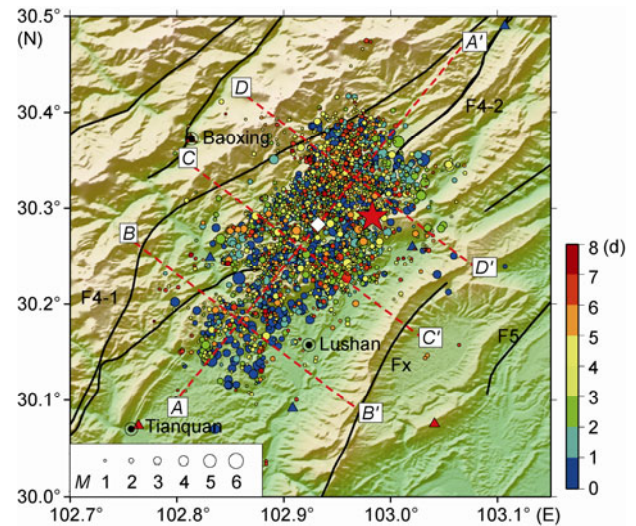 30.5°
(N)
30.4°
30.3°
30.2°
30.1°
30.0°
A'
D
F4-2
Baoxing
C
B
D'
F4-1
C'
Lushan
Fx
F5
A
B'
Tianquan
M 1 2 3 4 5 6
102.7° 102.8° 102.9° 103.0° (E)
8 (d)
7
6
5
4
3
2
1
0